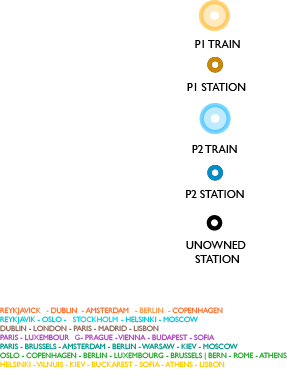 P1 TRAIN
P1 STATION
P2 TRAIN
P2 STATION
UNOWNED
STATION
REYKJAVICK - DUBLIN - AMSTERDAM - BERLIN - COPENHAGEN
REYKJAVIK - OSLO - STOCKHOLM - HELSINKI - MOSCOW
DUBLIN - LONDON - PARIS - MADRID - LISBON
PARIS - LUXEMBOUR G- PRAGUE - VIENNA - BUDAPEST - SOFIA
PARIS - BRUSSELS - AMSTERDAM - BERLIN - WARSAW - KIEV - MOSCOW
OSLO - COPENHAGEN - BERLIN - LUXEMBOURG - BRUSSELS | BERN - ROME - ATHENS
HELSINKI - VILNUIS - KIEV - BUCKAREST - SOFIA - ATHENS - LISBON